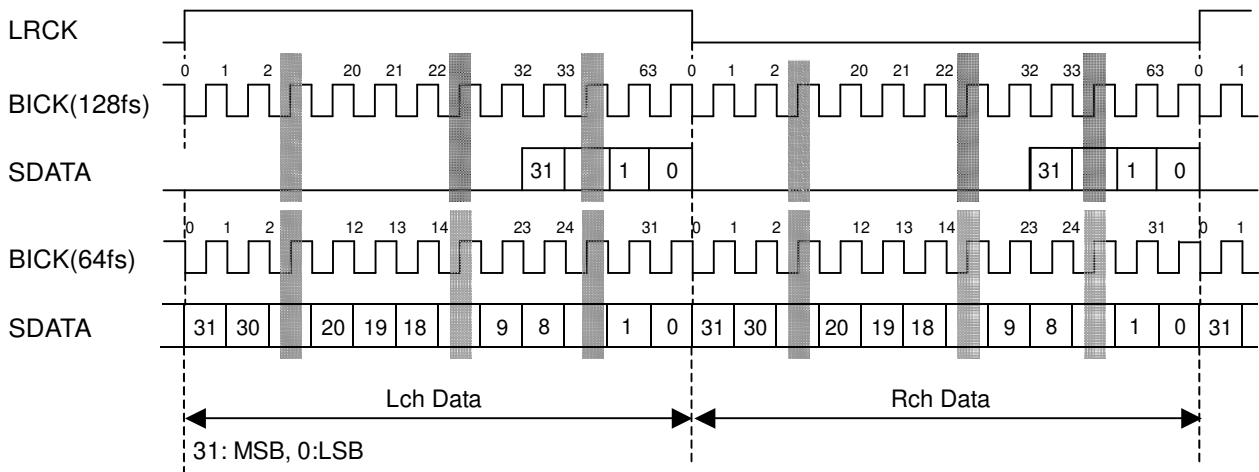 LRCK
0 1 2 20 21 22 32 33 63 0 1 2 20 21 22 32 33 63 0 1
BICK(128fs)
SDATA 31 1 0 31 1 0
0 1 2 12 13 14 23 24 31 0 1 2 12 13 14 23 24 31 0 1
BICK(64fs)
SDATA 31 30 20 19 18 9 8 1 0 31 30 20 19 18 9 8 1 0 31
Lch Data Rch Data
31: MSB, 0:LSB